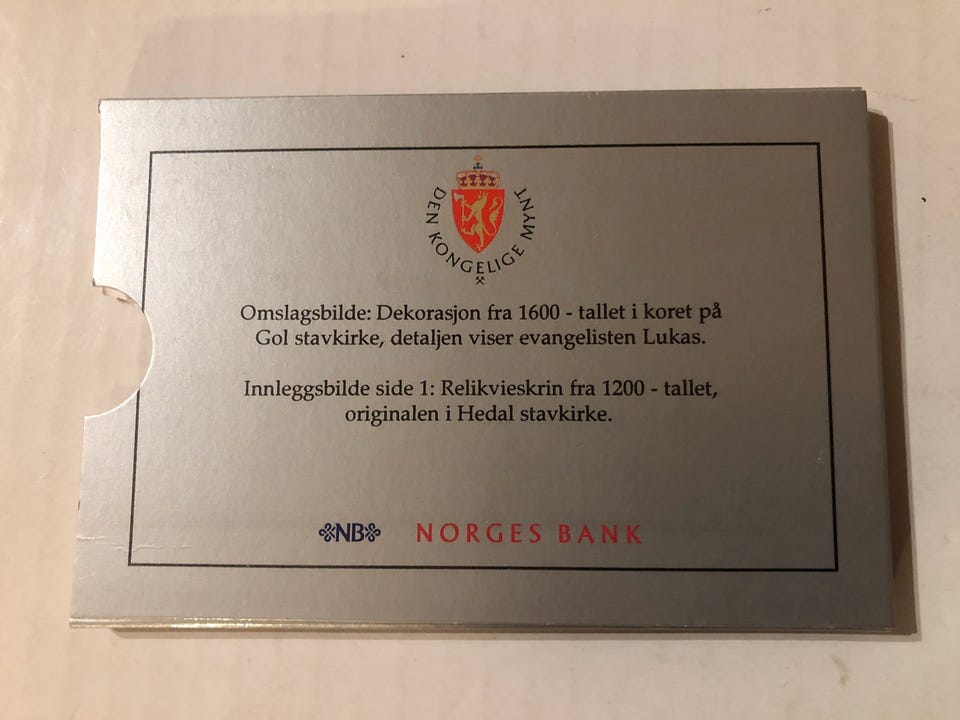 DEN KONGELIGE MYNT
Omslagsbilde: Dekorasjon fra 1600 - tallet i koret på
Gol stavkirke, detaljen viser evangelisten Lukas.
Innleggsbilde side 1: Relikvieskrin fra 1200 - tallet,
originalen i Hedal stavkirke.
NB NORGES BANK